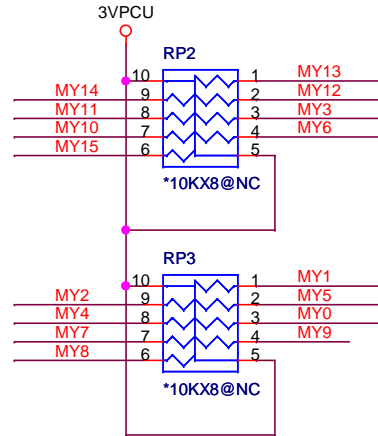 3VPCU
RP2
10 1 MY13
MY14 9 2 MY12
MY11 8 3 MY3
MY10 7 4 MY6
MY15 6 5
*10KX8@NC
RP3
10 1 MY1
MY2 9 2 MY5
MY4 8 3 MY0
MY7 7 4 MY9
MY8 6 5
*10KX8@NC